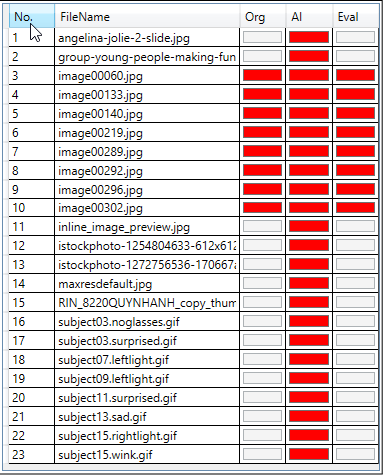 No. FileName Org AI Eval
1 angelina-jolie-2-slide.jpg
2 group-young-people-making-fun
3 image00060.jpg
4 image00133.jpg
5 image00140.jpg
6 image00219.jpg
7 image00289.jpg
8 image00292.jpg
9 image00296.jpg
10 image00302.jpg
11 inline_image_preview.jpg
12 istockphoto-1254804633-612x612
13 istockphoto-1272756536-170667a
14 maxresdefault.jpg
15 RIN_8220QUYNHANH_copy_thum
16 subject03.noglasses.gif
17 subject03.surprised.gif
18 subject07.leftlight.gif
19 subject09.leftlight.gif
20 subject11.surprised.gif
21 subject13.sad.gif
22 subject15.rightlight.gif
23 subject15.wink.gif